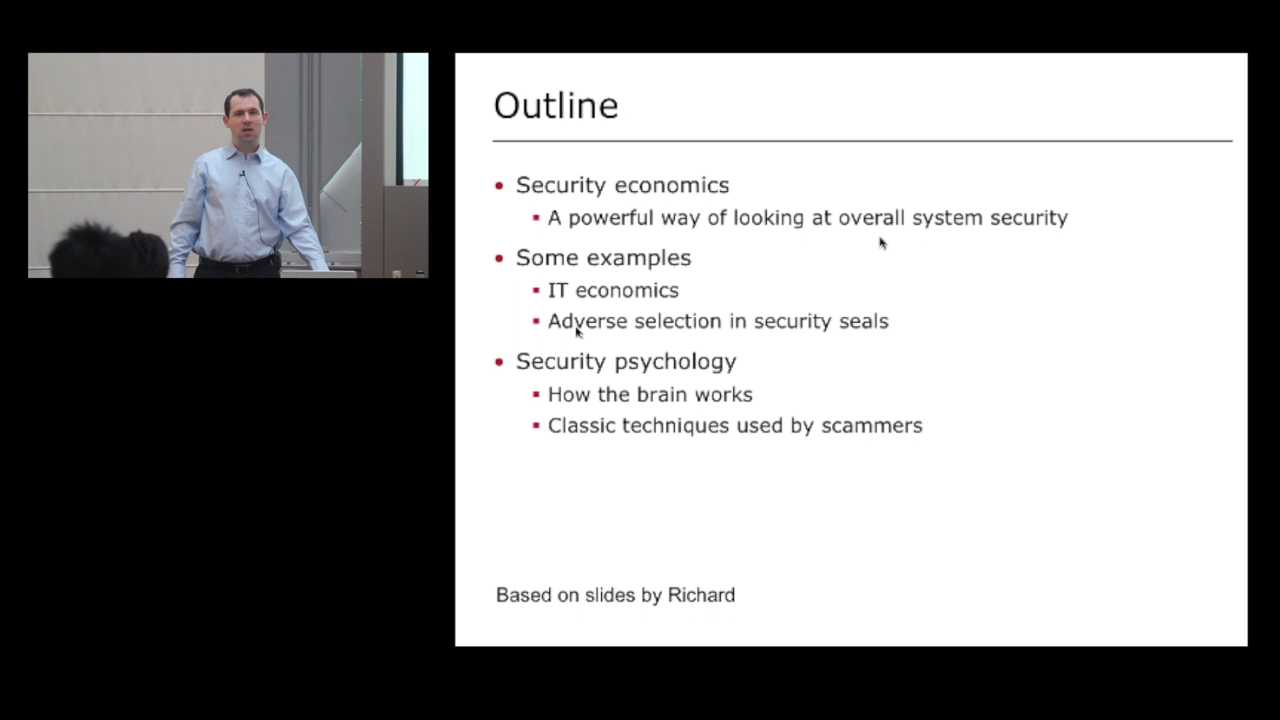 Outline
Security economics
A powerful way of looking at overall system security
Some examples
IT economics
Adverse selection in security seals
Security psychology
How the brain works
Classic techniques used by scammers
Based on slides by Richard